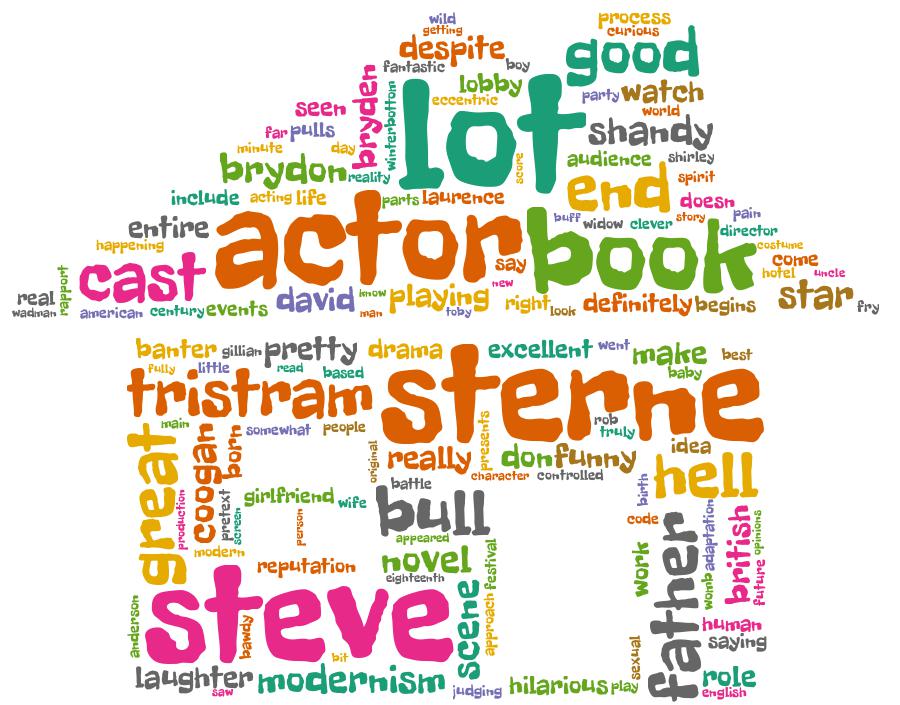 wild
getting
process
curious
despite
good
fantastic
boy
lobby
bryden
winterbottom
lot
eccentric
party
watch
world
seen
far
pulls
shandy
minute
day
score
audience
shirley
brydon
reality
end
spirit
include
acting
life
parts
laurence
doesn
entire
actor
book
buff
widow
clever
story
pain
director
happening
costume
cast
say
come
hotel
uncle
real
rapport
new
star
wadman
american
century
events
david
know
man
playing
toby
right
look
definitely
begins
fry
banter
gillian
pretty
drama
excellent
went
make
best
fully
little
read
based
baby
tristram
sterne
main
somewhat
people
presents
rob
truly
great
coogan
born
original
really
don
funny
idea
character
controlled
hell
battle
girlfriend
wife
bull
birth
production
pretext
screen
person
code
adaptation
british
opinions
modern
appeared
father
reputation
novel
eighteenth
festival
work
womb
future
steve
scene
approach
anderson
bawdy
human
saying
sexual
bit
laughter
saw
modernism
judging
hilarious
play
role
english